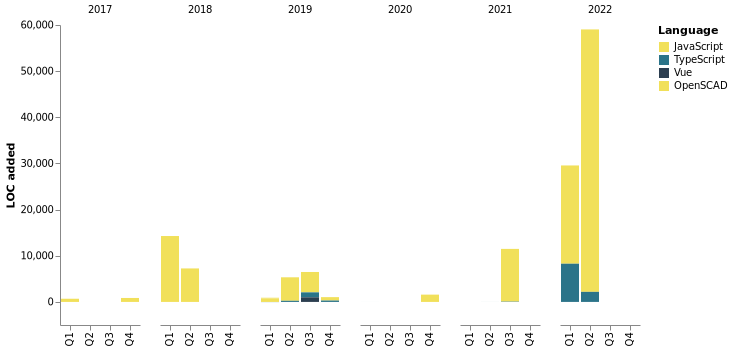 2017 2018 2019 2020 2021 2022
Language
JavaScript
TypeScript
Vue
OpenSCAD
LOC added
60,000
50,000
40,000
30,000
20,000
10,000
0
Q1 Q2 Q3 Q4 Q1 Q2 Q3 Q4 Q1 Q2 Q3 Q4 Q1 Q2 Q3 Q4 Q1 Q2 Q3 Q4 Q1 Q2 Q3 Q4